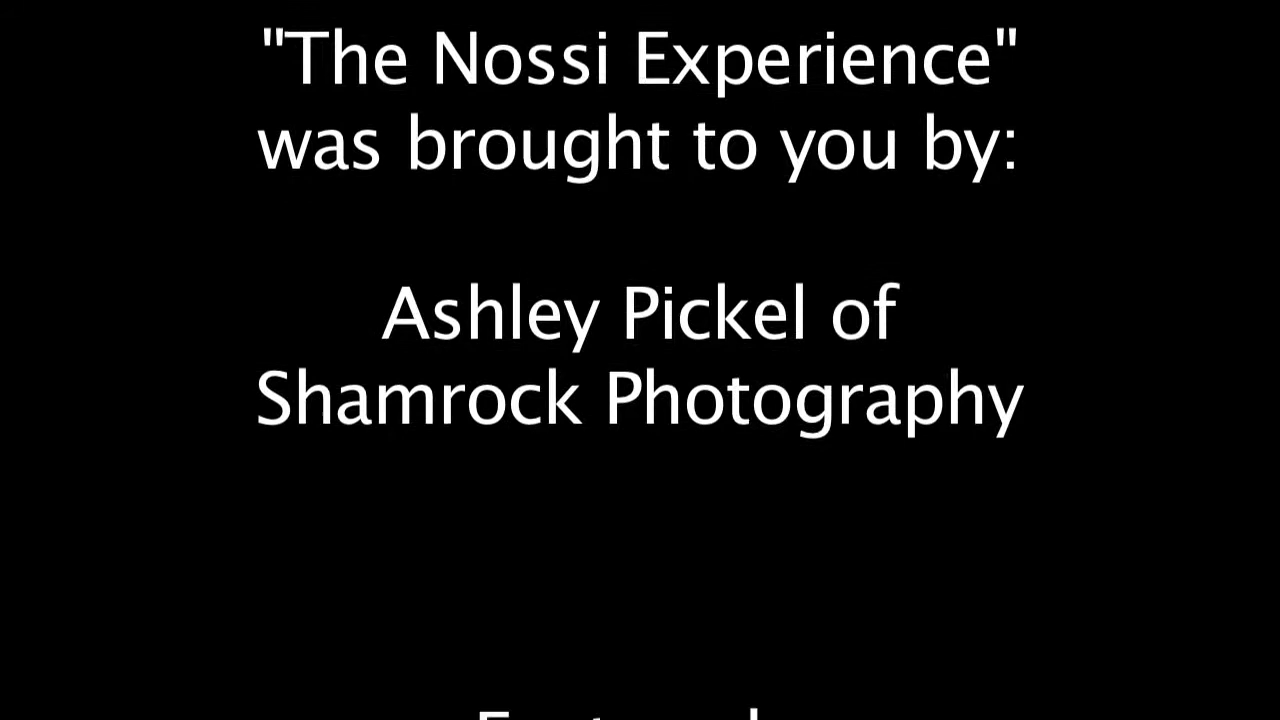 "The Nossi Experience"
was brought to you by:
Ashley Pickel of
Shamrock Photography